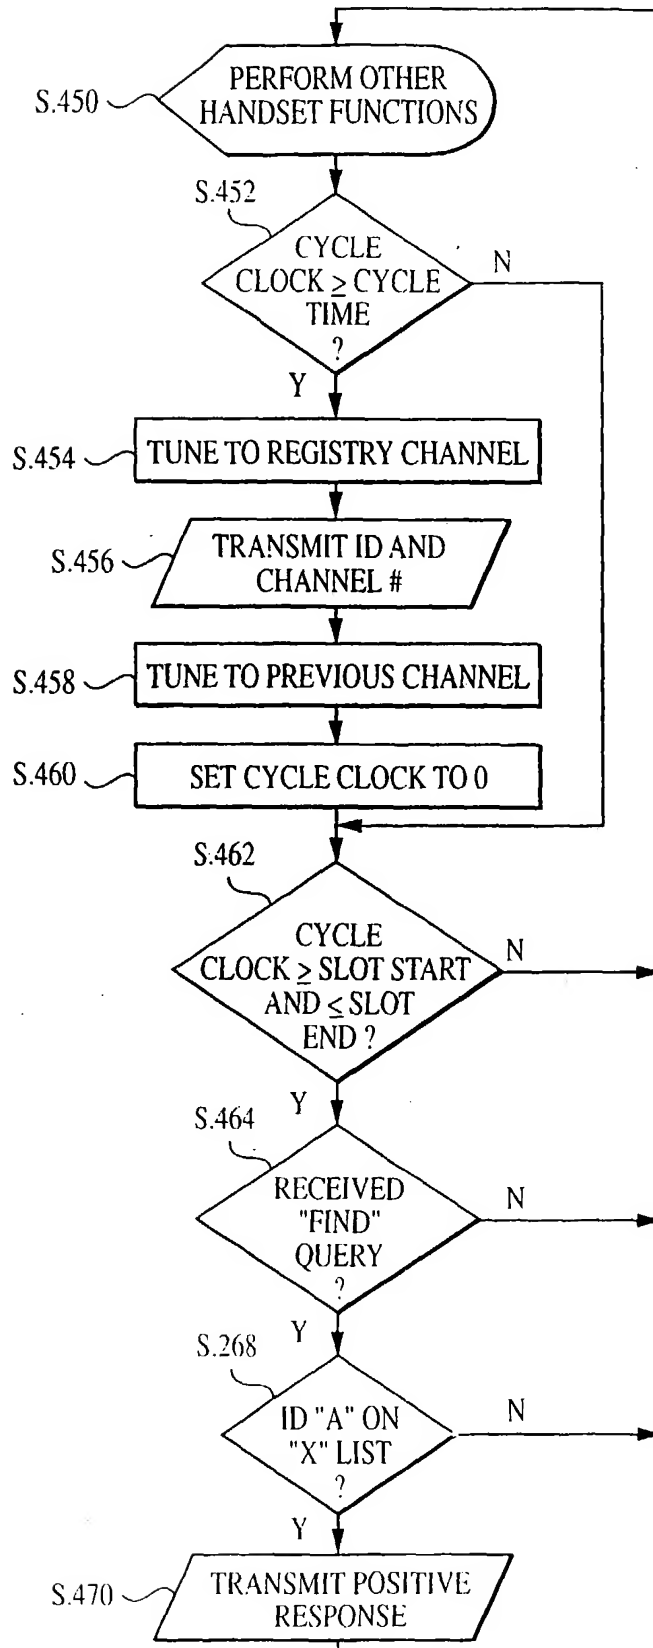 S.450
PERFORM OTHER
HANDSET FUNCTIONS
S.452
CYCLE
CLOCK ≥ CYCLE
TIME
?
N
Y
S.454
TUNE TO REGISTRY CHANNEL
S.456
TRANSMIT ID AND
CHANNEL #
S.458
TUNE TO PREVIOUS CHANNEL
S.460
SET CYCLE CLOCK TO 0
S.462
CYCLE
CLOCK ≥ SLOT START
AND ≤ SLOT
END ?
N
Y
S.464
RECEIVED
"FIND"
QUERY
?
N
Y
S.268
ID "A" ON
"X" LIST
?
N
Y
S.470
TRANSMIT POSITIVE
RESPONSE